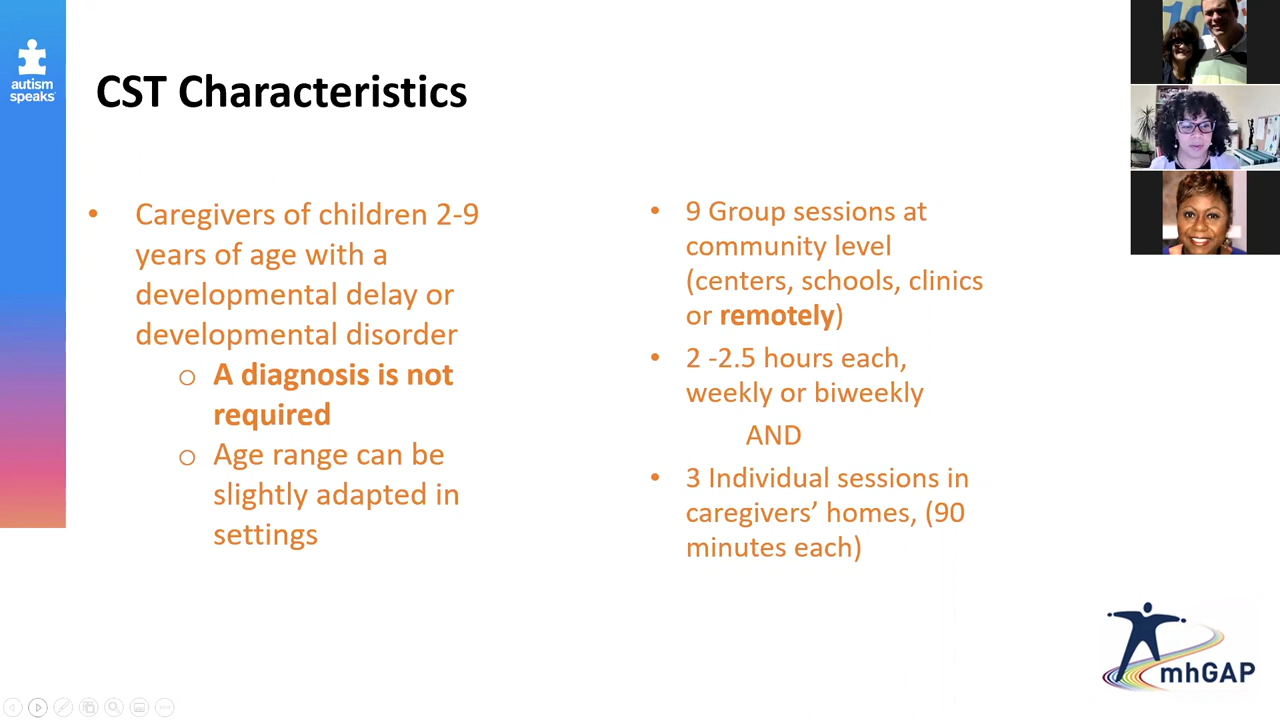 autism
speaks
CST Characteristics
• Caregivers of children 2-9
years of age with a
developmental delay or
developmental disorder
o A diagnosis is not
required
o Age range can be
slightly adapted in
settings
• 9 Group sessions at
community level
(centers, schools, clinics
or remotely)
• 2 -2.5 hours each,
weekly or biweekly
AND
• 3 Individual sessions in
caregivers’ homes, (90
minutes each)
mhGAP